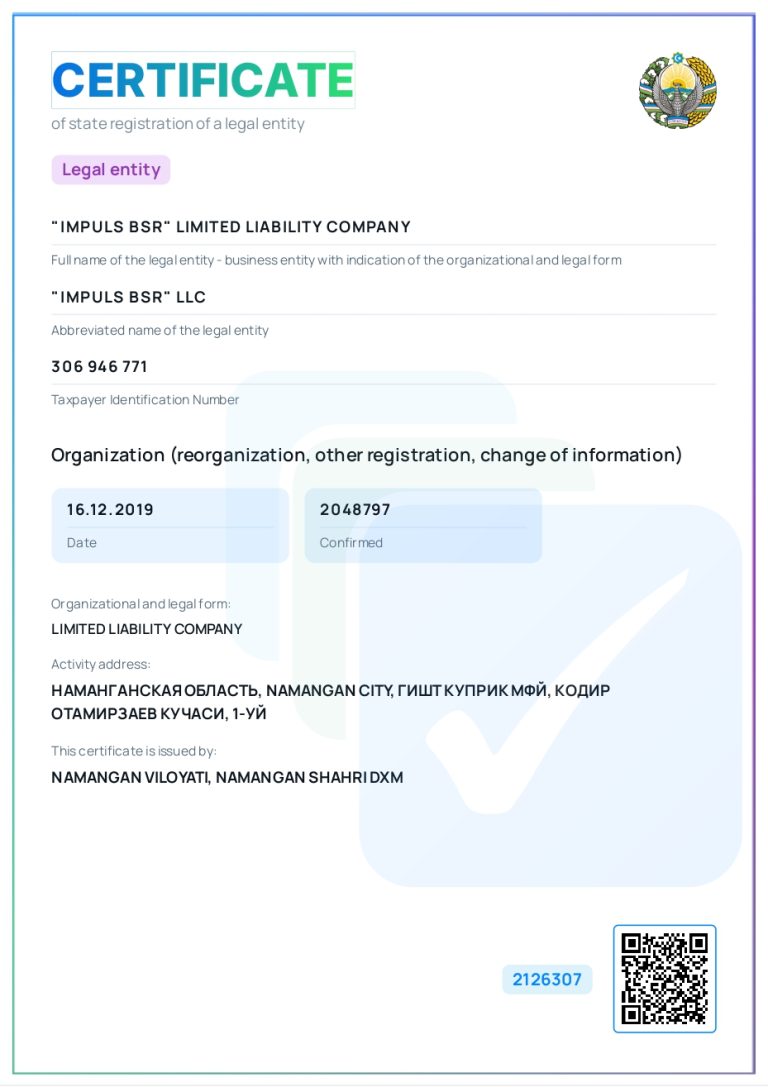 CERTIFICATE
of state registration of a legal entity
Legal entity
"IMPULS BSR" LIMITED LIABILITY COMPANY
Full name of the legal entity - business entity with indication of the organizational and legal form
"IMPULS BSR" LLC
Abbreviated name of the legal entity
306 946 771
Taxpayer Identification Number
Organization (reorganization, other registration, change of information)
16.12.2019
Date
2048797
Confirmed
Organizational and legal form:
LIMITED LIABILITY COMPANY
Activity address:
НАМАНГАНСКАЯ ОБЛАСТЬ, NAMANGAN CITY, ГИШТ КУПРИК МФЙ, КОДИР
ОТАМИРЗАЕВ КУЧАСИ, 1-УЙ
This certificate is issued by:
NAMANGAN VILOYATI, NAMANGAN SHAHRI DXM
2126307